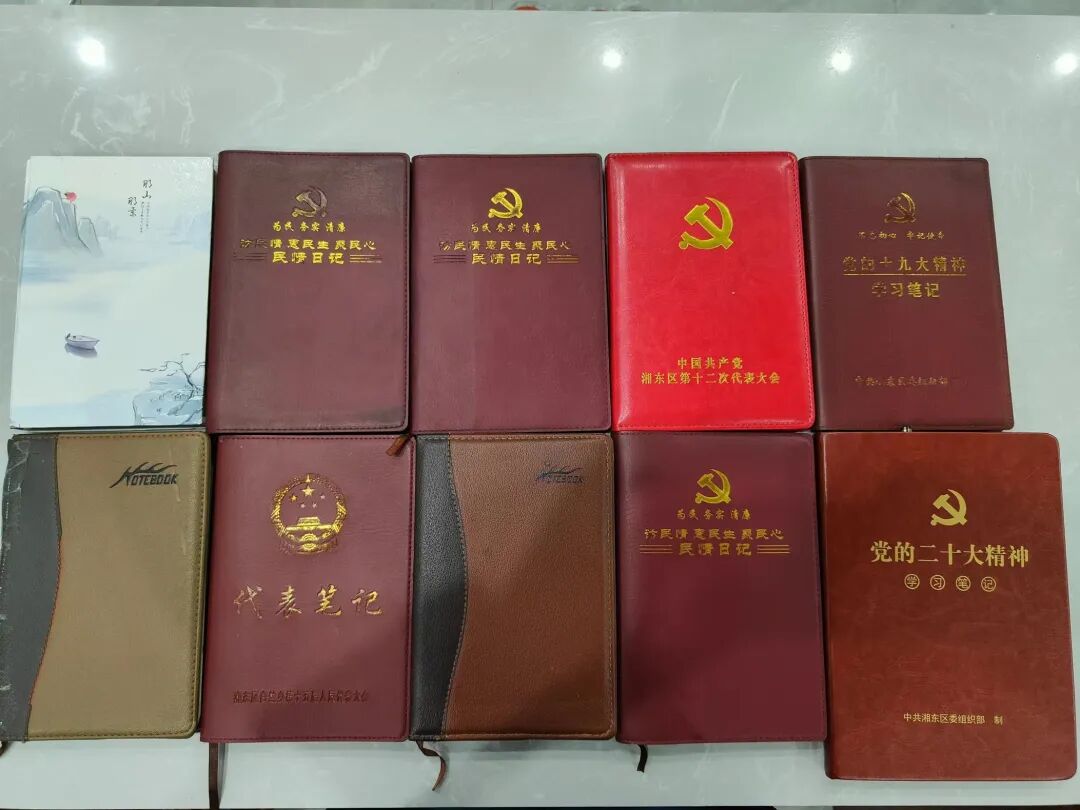 那山
那景
为民 务实 清廉
访民情 惠民生 聚民心
民情日记
为民 务实 清廉
访民情 惠民生 聚民心
民情日记
中国共产党
湘东区第十二次代表大会
不忘初心 牢记使命
党的十九大精神
学习笔记
NOTEBOOK
代表笔记
NOTEBOOK
为民 务实 清廉
访民情 惠民生 聚民心
民情日记
党的二十大精神
学习笔记
中共湘东区委组织部 制